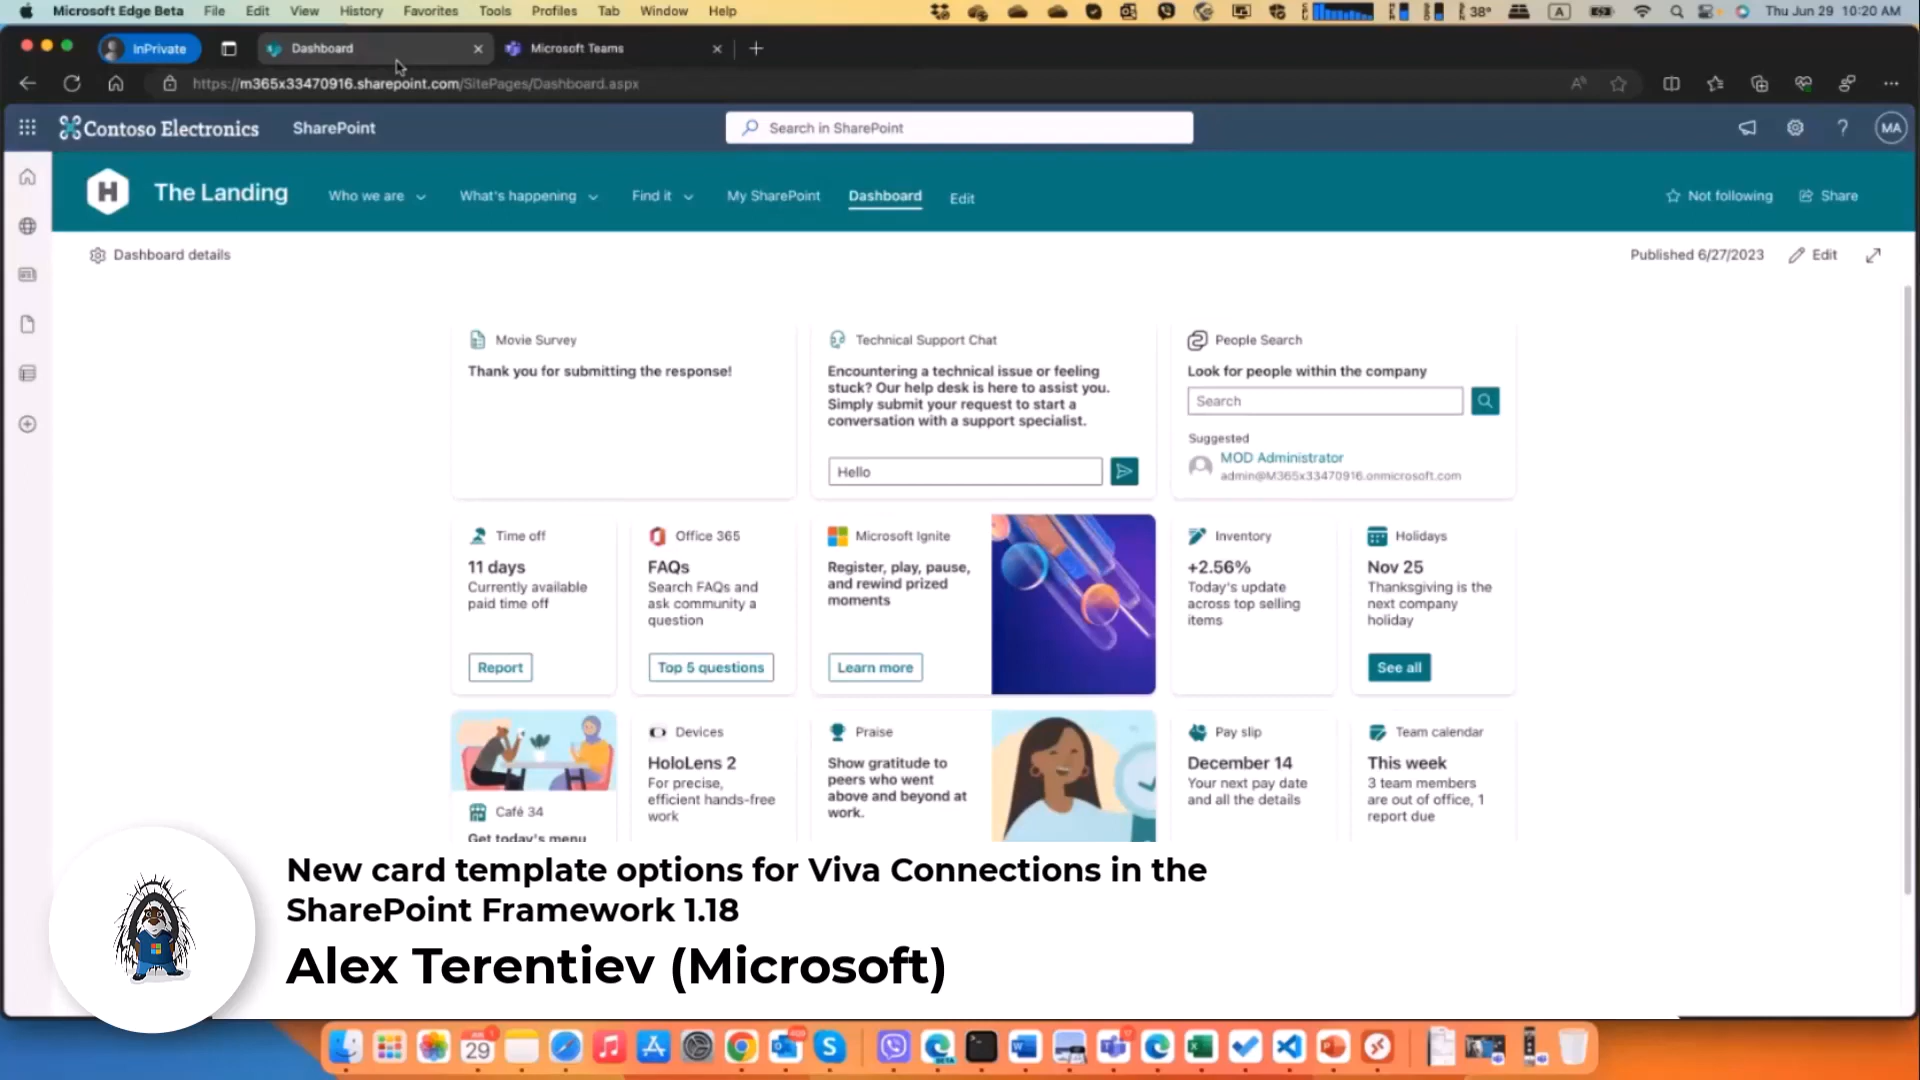 Microsoft Edge Beta File Edit View History Favorites Tools Profiles Tab Window Help
38° A Thu Jun 29 10:20 AM
InPrivate Dashboard Microsoft Teams
https://m365x33470916.sharepoint.com/SitePages/Dashboard.aspx
Contoso Electronics SharePoint Search in SharePoint MA
H The Landing Who we are What's happening Find it My SharePoint Dashboard Edit Not following Share
Dashboard details Published 6/27/2023 Edit
Movie Survey
Thank you for submitting the response!
Technical Support Chat
Encountering a technical issue or feeling
stuck? Our help desk is here to assist you.
Simply submit your request to start a
conversation with a support specialist.
Hello
People Search
Look for people within the company
Search
Suggested
MOD Administrator
admin@M365x33470916.onmicrosoft.com
Time off
11 days
Currently available
paid time off
Report
Office 365
FAQs
Search FAQs and
ask community a
question
Top 5 questions
Microsoft Ignite
Register, play, pause,
and rewind prized
moments
Learn more
Inventory
+2.56%
Today's update
across top selling
items
Holidays
Nov 25
Thanksgiving is the
next company
holiday
See all
Café 34
Get today's menu
Devices
HoloLens 2
For precise,
efficient hands-free
work
Praise
Show gratitude to
peers who went
above and beyond at
work.
Pay slip
December 14
Your next pay date
and all the details
Team calendar
This week
3 team members
are out of office, 1
report due
New card template options for Viva Connections in the
SharePoint Framework 1.18
Alex Terentiev (Microsoft)
29
BETA